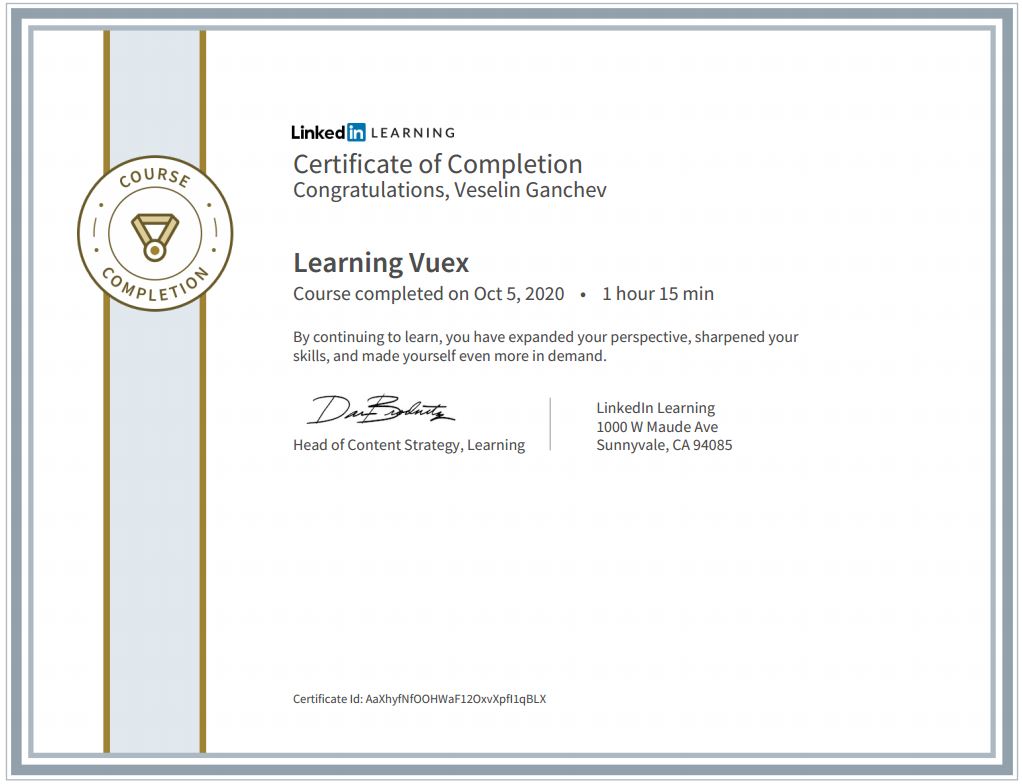 LinkedIn LEARNING
Certificate of Completion
Congratulations, Veselin Ganchev
COURSE
COMPLETION
Learning Vuex
Course completed on Oct 5, 2020 • 1 hour 15 min
By continuing to learn, you have expanded your perspective, sharpened your
skills, and made yourself even more in demand.
Head of Content Strategy, Learning
LinkedIn Learning
1000 W Maude Ave
Sunnyvale, CA 94085
Certificate Id: AaXhyfNfOOHWaF12OxvXpfI1qBLX